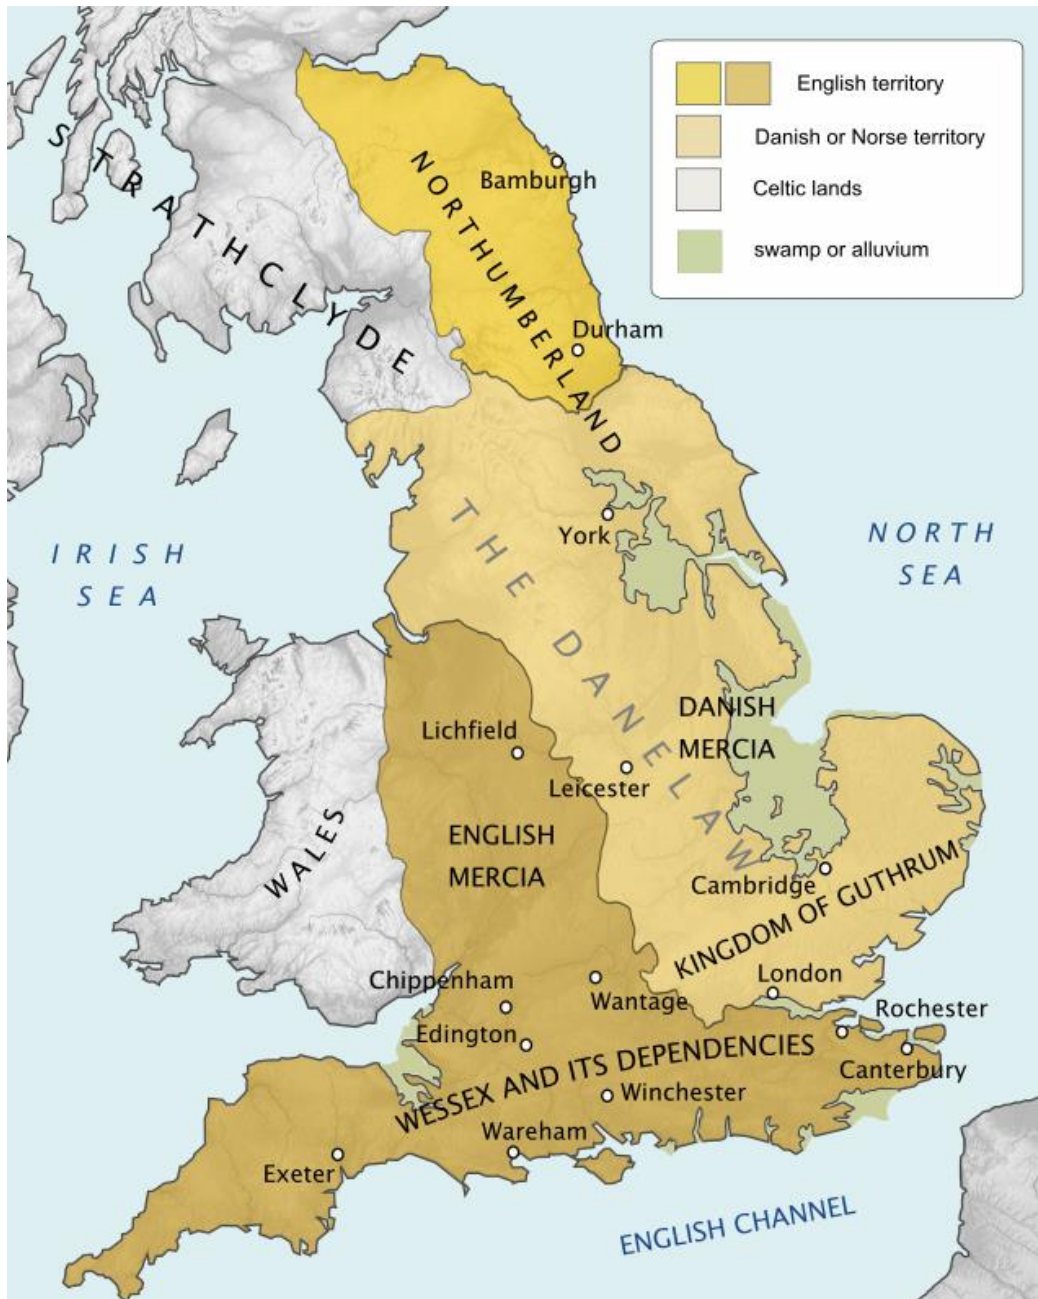 English territory
Danish or Norse territory
Celtic lands
swamp or alluvium
STRATHCLYDE
NORTHUMBERLAND
Bamburgh
Durham
York
THE DANELAW
IRISH
SEA
NORTH
SEA
DANISH
MERCIA
Lichfield
Leicester
ENGLISH
MERCIA
WALES
Cambridge
KINGDOM OF GUTHRUM
Chippenham
Wantage
London
Rochester
Edington
WESSEX AND ITS DEPENDENCIES
Canterbury
Winchester
Wareham
Exeter
ENGLISH CHANNEL